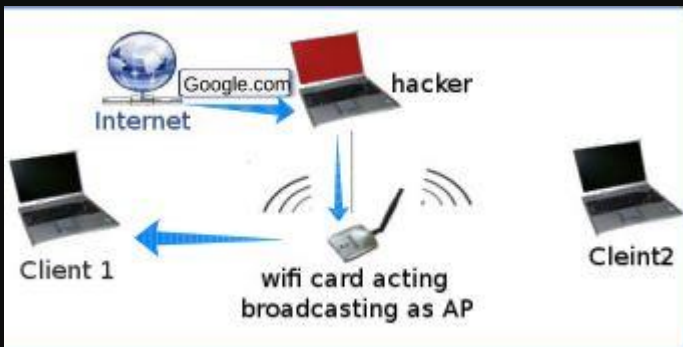 Google.com
hacker
Internet
Client 1
Cleint2
wifi card acting
broadcasting as AP